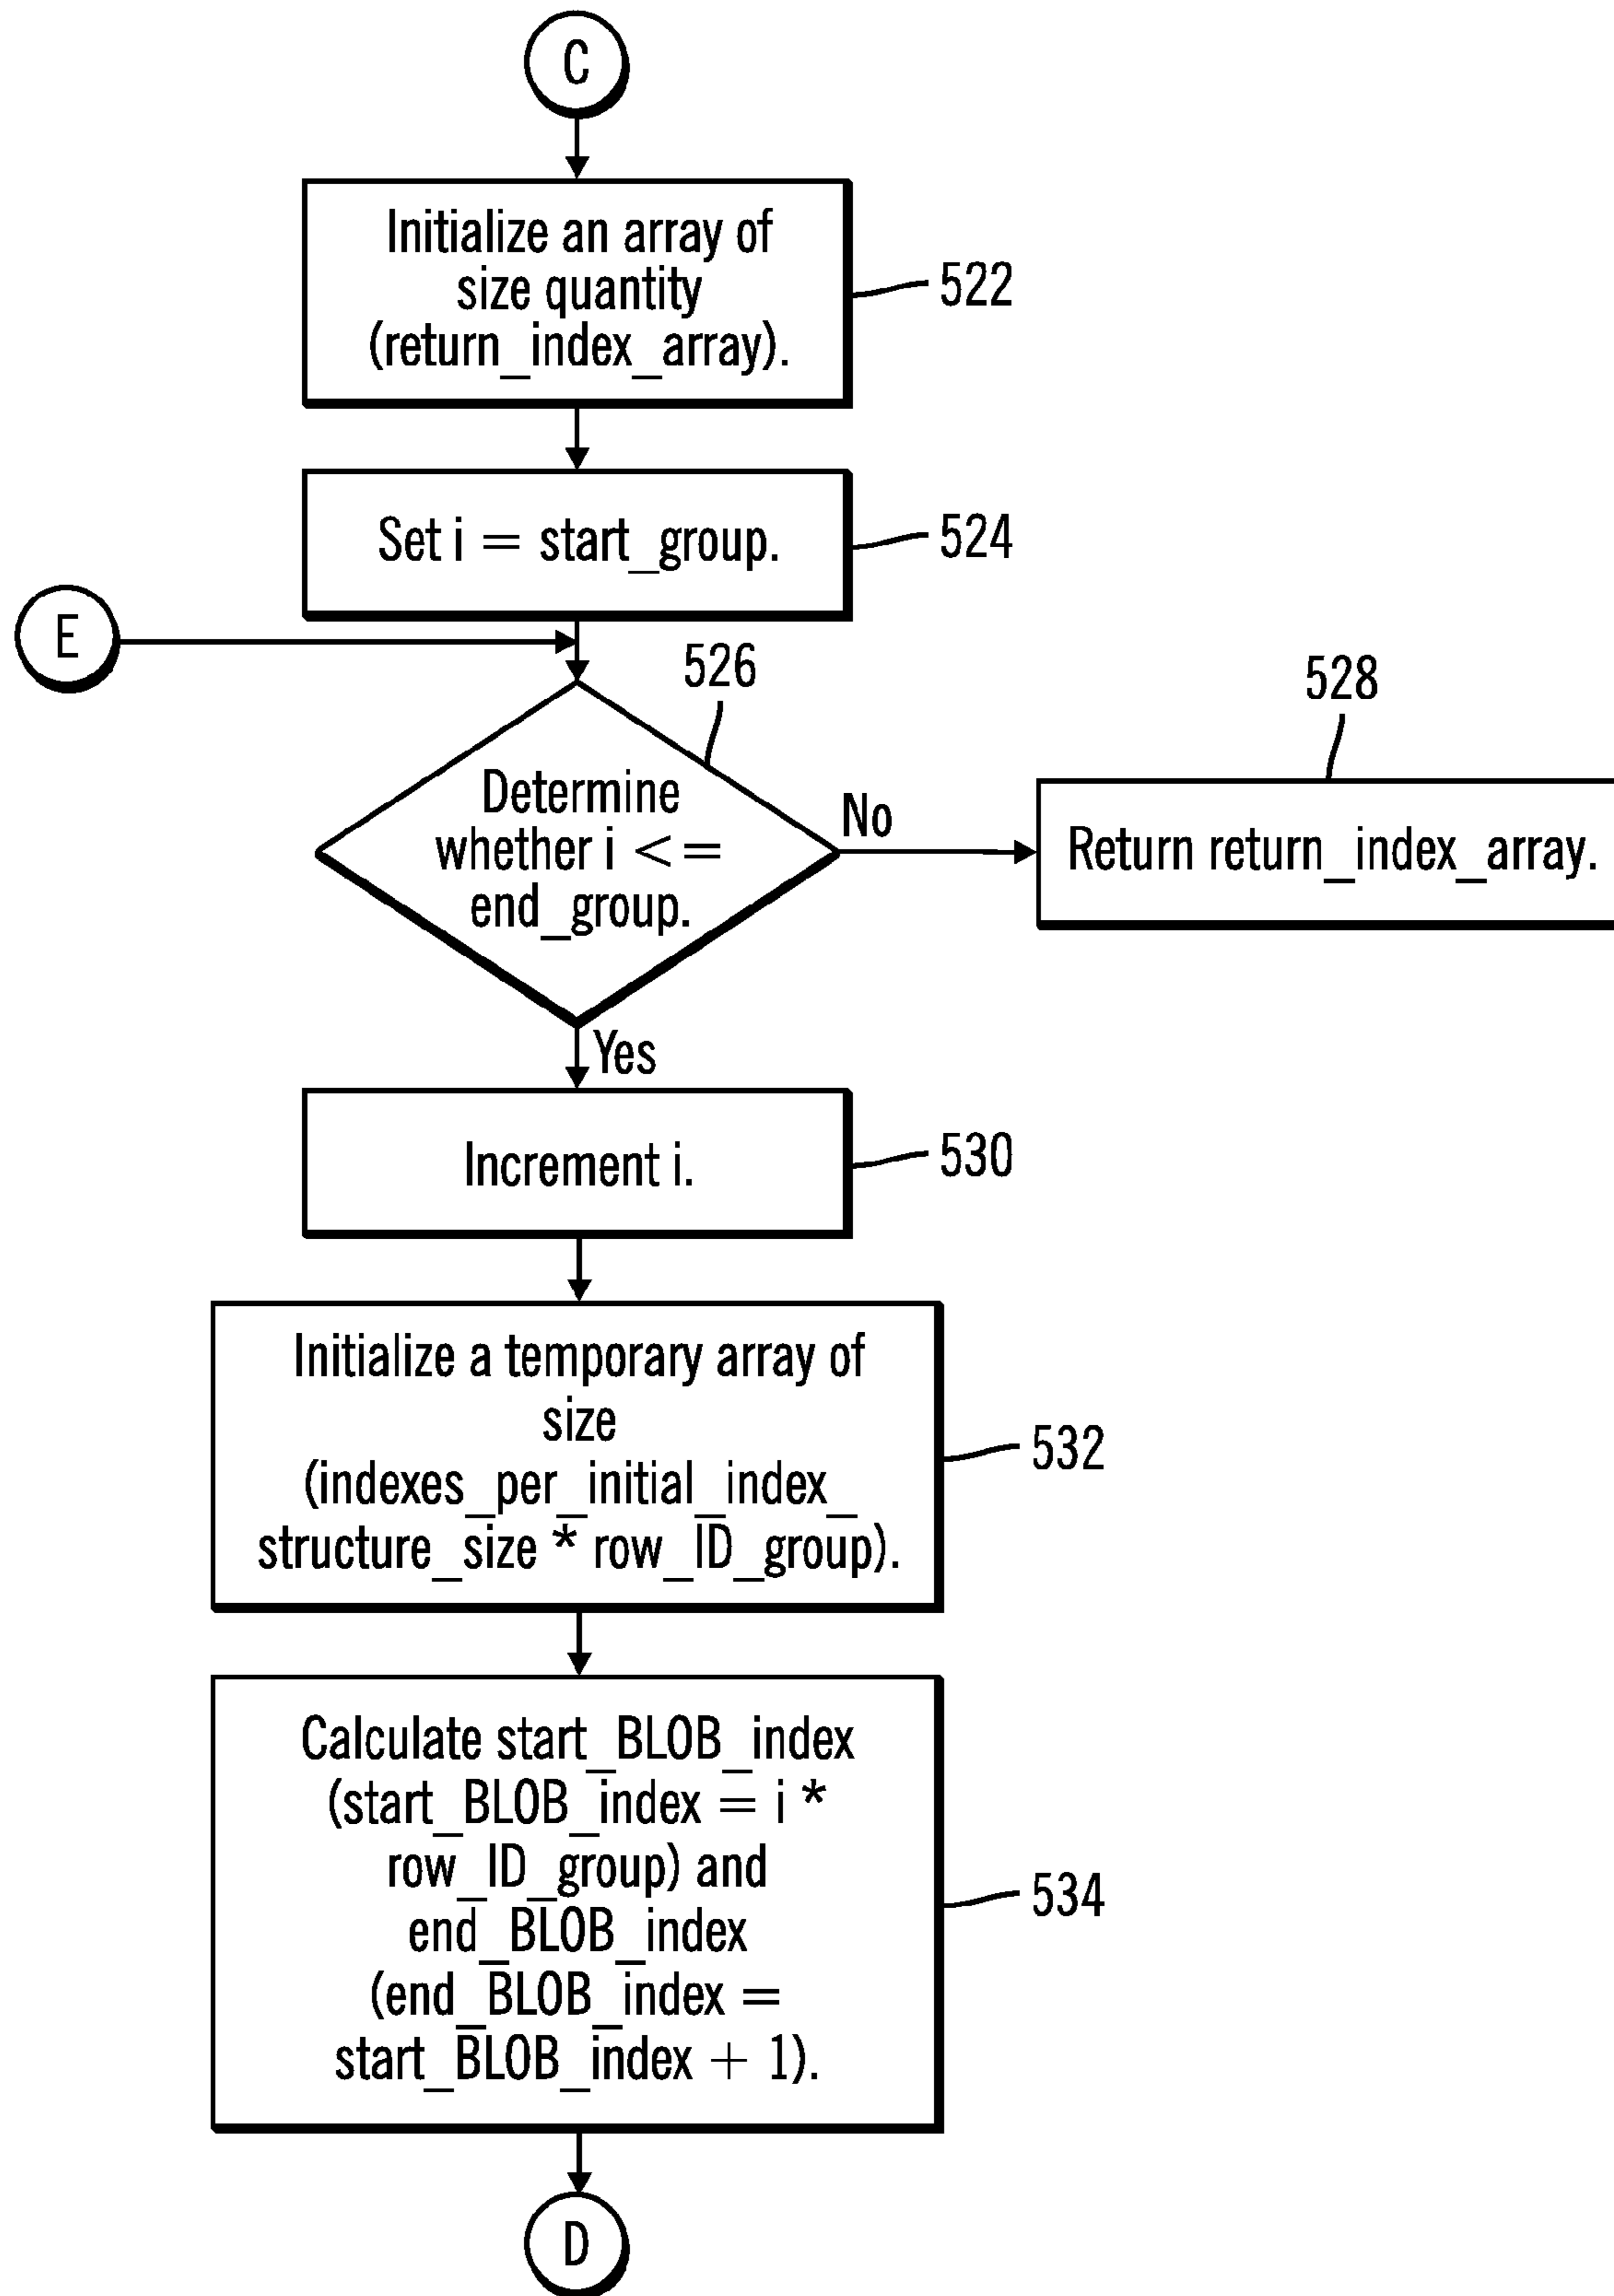 C
Initialize an array of
size quantity
(return_index_array).
522
Set i = start_group.
524
E
526
528
Determine
whether i <=
end_group.
No
Return return_index_array.
Yes
Increment i.
530
Initialize a temporary array of
size
(indexes_per_initial_index_
structure_size * row_ID_group).
532
Calculate start_BLOB_index
(start_BLOB_index = i *
row_ID_group) and
end_BLOB_index
(end_BLOB_index =
start_BLOB_index + 1).
534
D